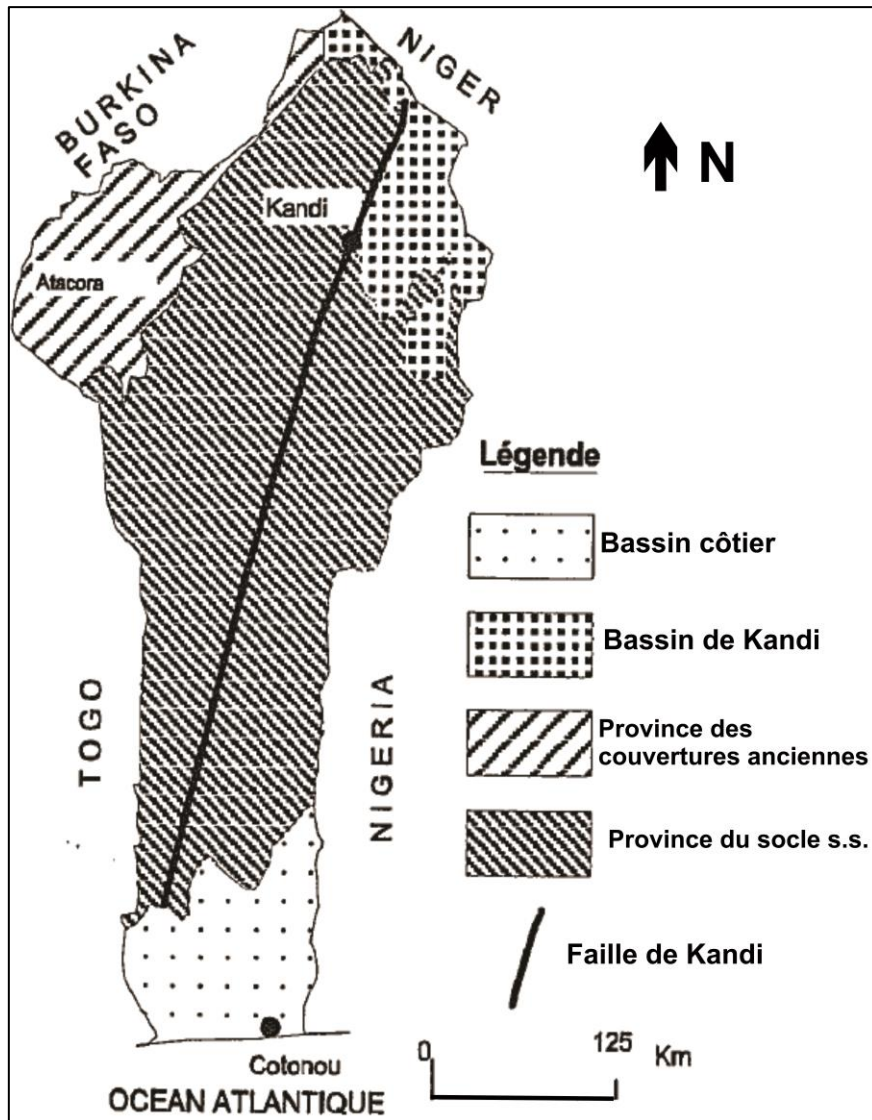 BURKINA
FASO
NIGER
N
Kandi
Atacora
Légende
Bassin côtier
Bassin de Kandi
Province des
couvertures anciennes
Province du socle s.s.
Faille de Kandi
TOGO
NIGERIA
Cotonou
OCEAN ATLANTIQUE
0 125 Km